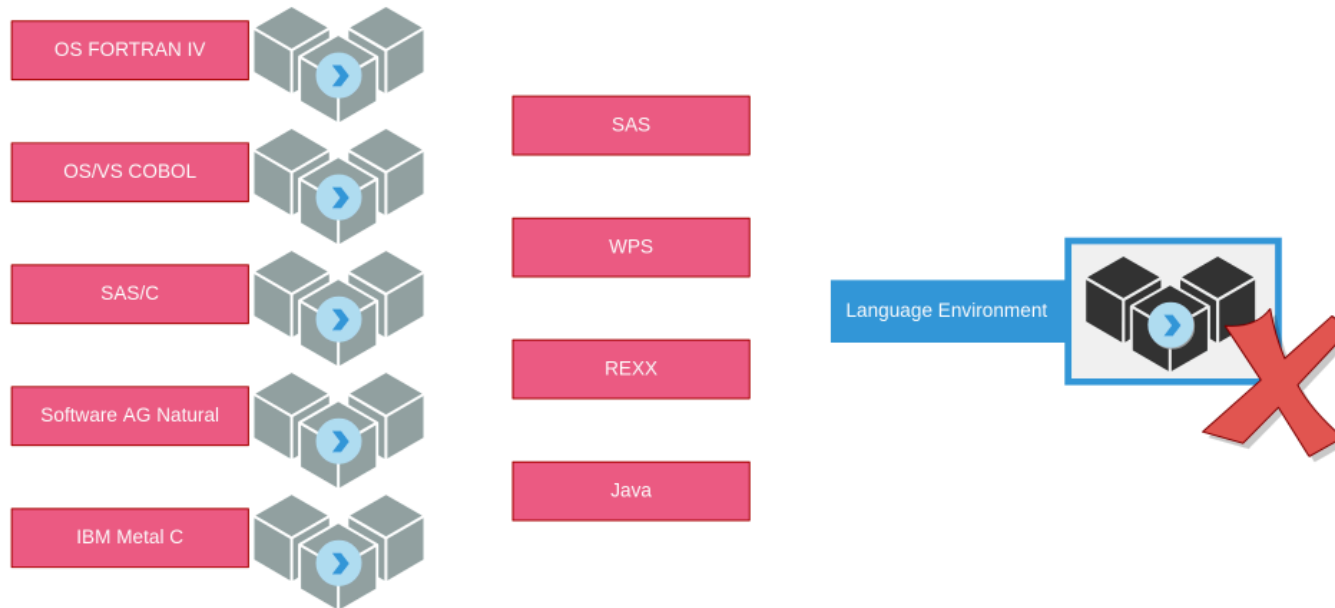 OS FORTRAN IV
OS/VS COBOL
SAS/C
Software AG Natural
IBM Metal C
SAS
WPS
REXX
Java
Language Environment